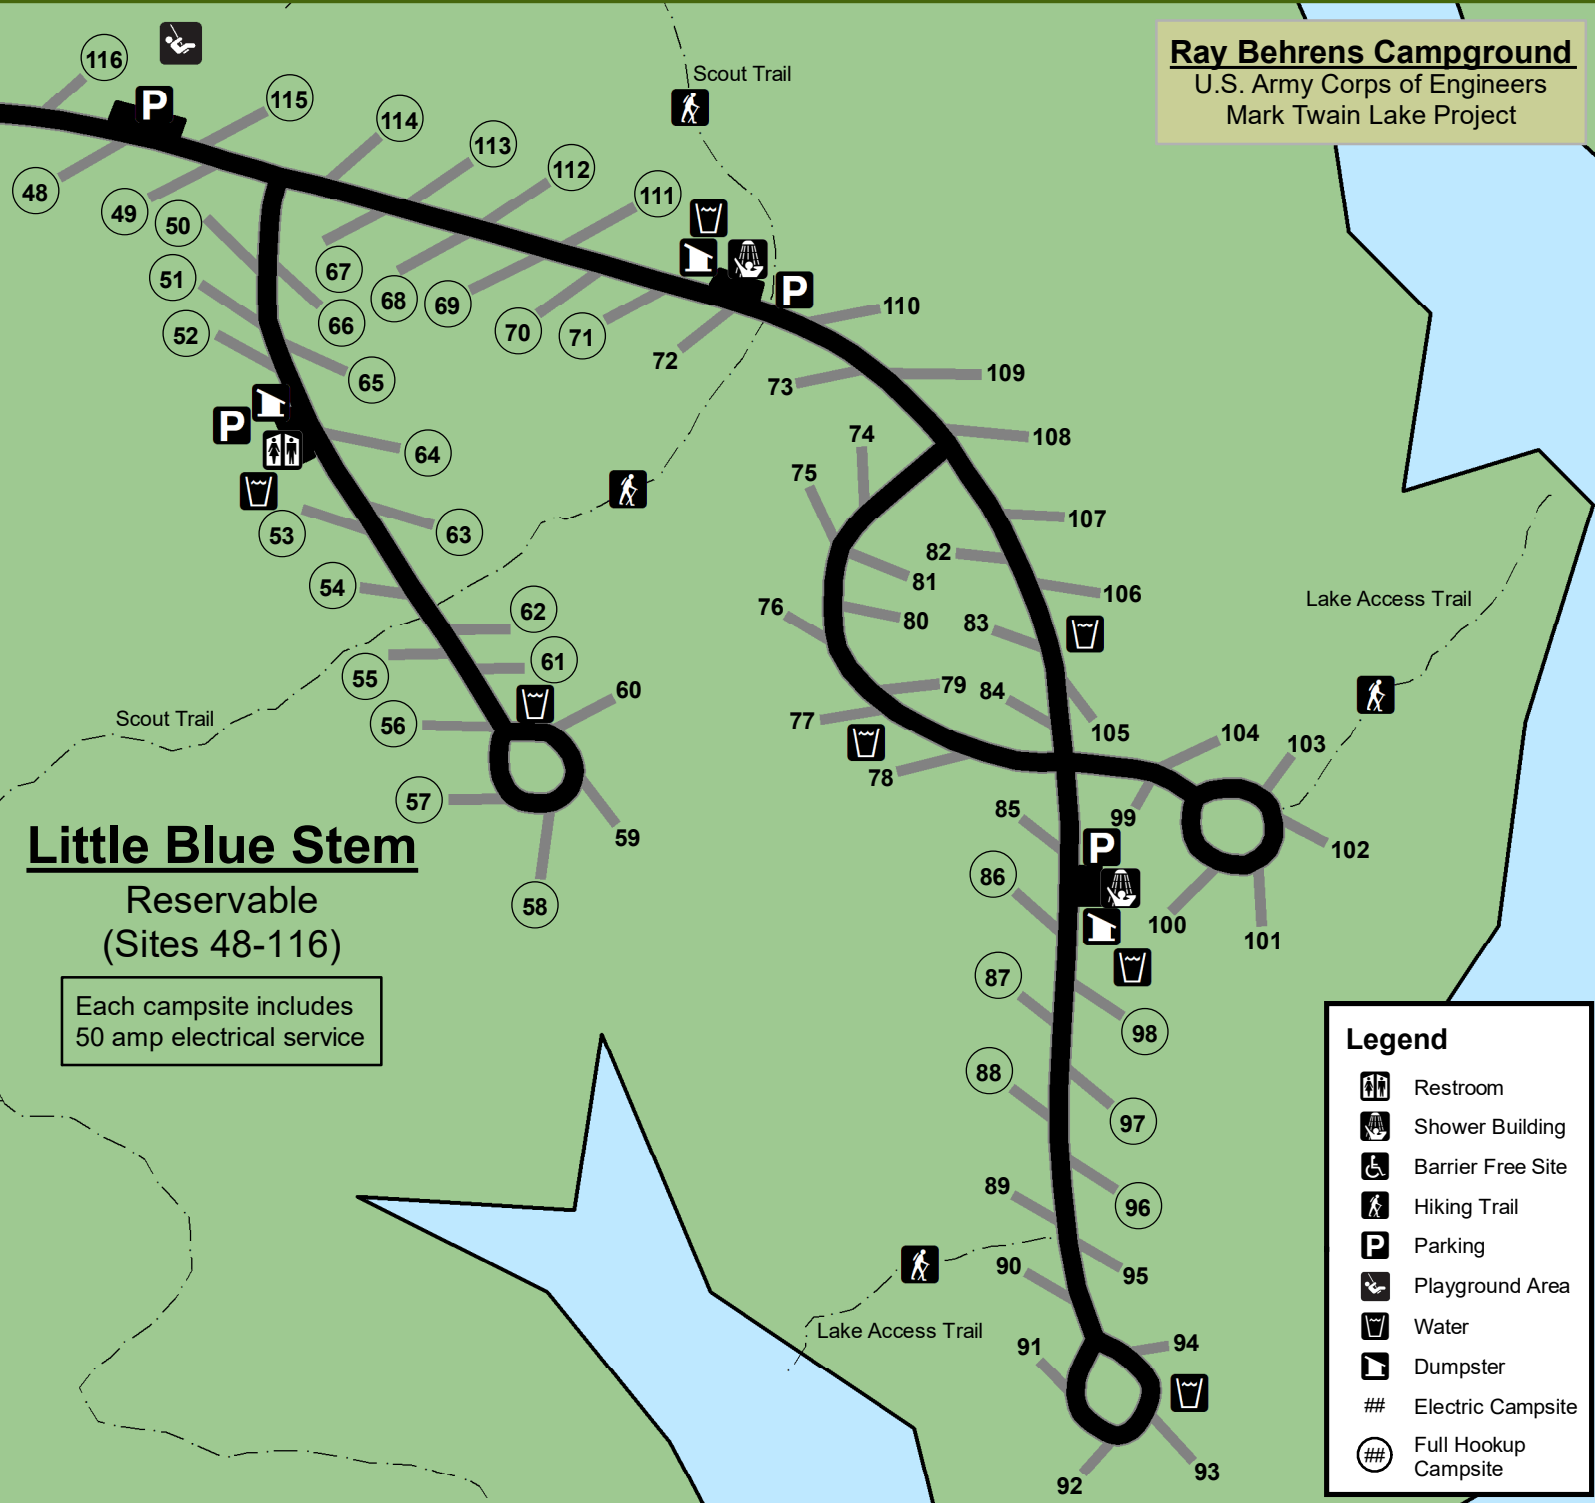 Ray Behrens Campground
U.S. Army Corps of Engineers
Mark Twain Lake Project
116
P
115
114
113
112
111
Scout Trail
48
49
50
51
52
67
68
69
66
70
71
72
P
110
65
73
109
P
64
74
108
75
53
63
107
82
81
54
62
106
Lake Access Trail
76
80
83
55
61
60
79
84
Scout Trail
56
77
105
104
103
78
57
59
85
99
P
102
Little Blue Stem
Reservable
(Sites 48-116)
Each campsite includes
50 amp electrical service
58
86
100
101
87
98
88
97
89
96
90
95
Lake Access Trail
91
94
92
93
Legend
Restroom
Shower Building
Barrier Free Site
Hiking Trail
P Parking
Playground Area
Water
Dumpster
## Electric Campsite
## Full Hookup
Campsite